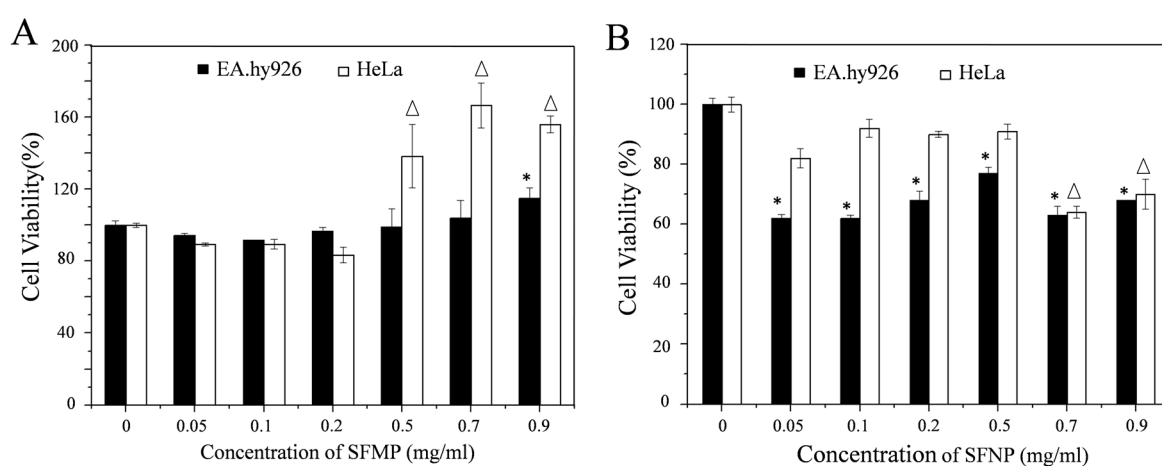 A
200
160
120
80
40
0
Cell Viability(%)
EA.hy926
HeLa
Δ
Δ
Δ
*
0 0.05 0.1 0.2 0.5 0.7 0.9
Concentration of SFMP (mg/ml)
B
120
100
80
60
40
20
0
Cell Viability (%)
EA.hy926
HeLa
* * * * * Δ * Δ
0 0.05 0.1 0.2 0.5 0.7 0.9
Concentration of SFNP (mg/ml)